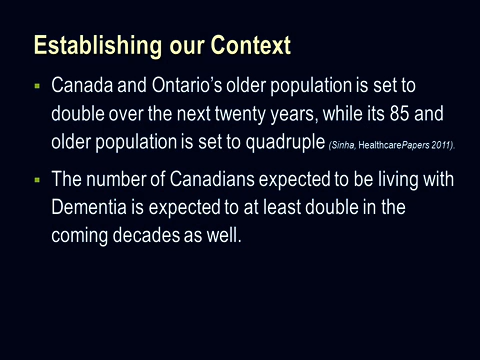 Establishing our Context
▪ Canada and Ontario's older population is set to
double over the next twenty years, while its 85 and
older population is set to quadruple (Sinha, HealthcarePapers 2011).
▪ The number of Canadians expected to be living with
Dementia is expected to at least double in the
coming decades as well.